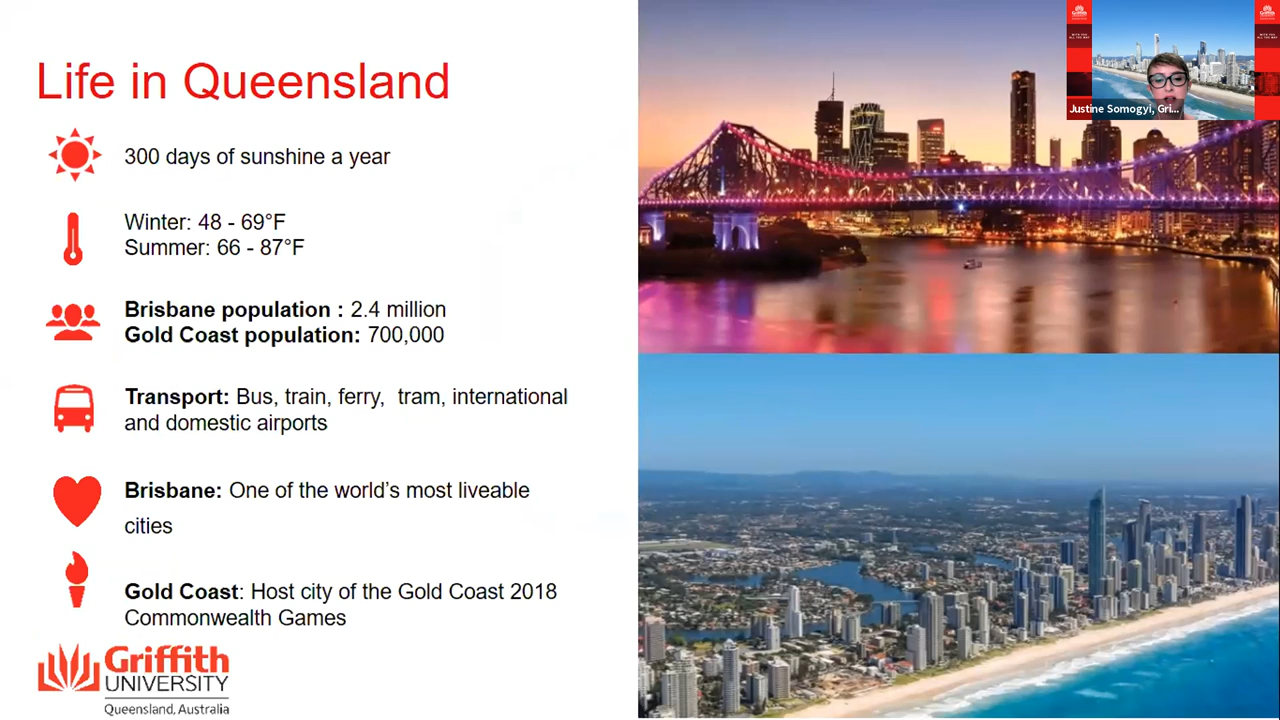 Life in Queensland
300 days of sunshine a year
Winter: 48 - 69°F
Summer: 66 - 87°F
Brisbane population : 2.4 million
Gold Coast population: 700,000
Transport: Bus, train, ferry, tram, international
and domestic airports
Brisbane: One of the world's most liveable
cities
Gold Coast: Host city of the Gold Coast 2018
Commonwealth Games
Griffith
UNIVERSITY
Queensland, Australia
Griffith
Griffith
Justine Somogyi, Gri...